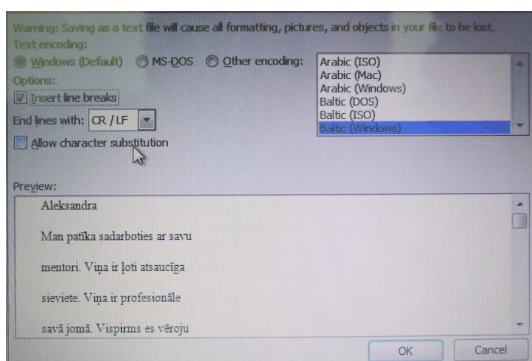 Warning: Saving as a text file will cause all formatting, pictures, and objects in your file to be lost.
Text encoding:
Windows (Default) MS-DOS Other encoding:
Arabic (ISO)
Arabic (Mac)
Arabic (Windows)
Baltic (DOS)
Baltic (ISO)
Baltic (Windows)
Options:
Insert line breaks
End lines with: CR / LF
Allow character substitution
Preview:
Aleksandra
Man patīka sadarboties ar savu
mentori. Viņa ir ļoti atsaucīga
sieviete. Viņa ir profesionāle
savā jomā. Vispirms es vēroju
OK Cancel